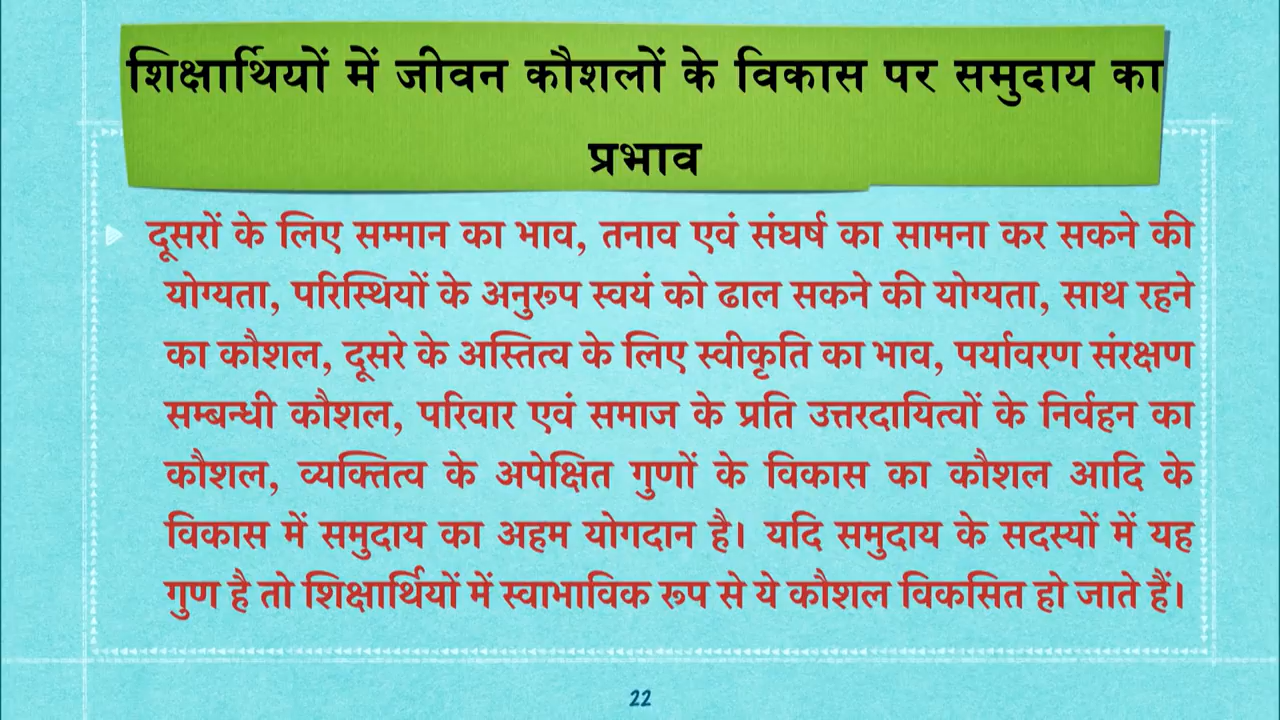 शिक्षार्थियों में जीवन कौशलों के विकास पर समुदाय का
प्रभाव
दूसरों के लिए सम्मान का भाव, तनाव एवं संघर्ष का सामना कर सकने की
योग्यता, परिस्थियों के अनुरूप स्वयं को ढाल सकने की योग्यता, साथ रहने
का कौशल, दूसरे के अस्तित्व के लिए स्वीकृति का भाव, पर्यावरण संरक्षण
सम्बन्धी कौशल, परिवार एवं समाज के प्रति उत्तरदायित्वों के निर्वहन का
कौशल, व्यक्तित्व के अपेक्षित गुणों के विकास का कौशल आदि के
विकास में समुदाय का अहम योगदान है। यदि समुदाय के सदस्यों में यह
गुण है तो शिक्षार्थियों में स्वाभाविक रूप से ये कौशल विकसित हो जाते हैं।
22